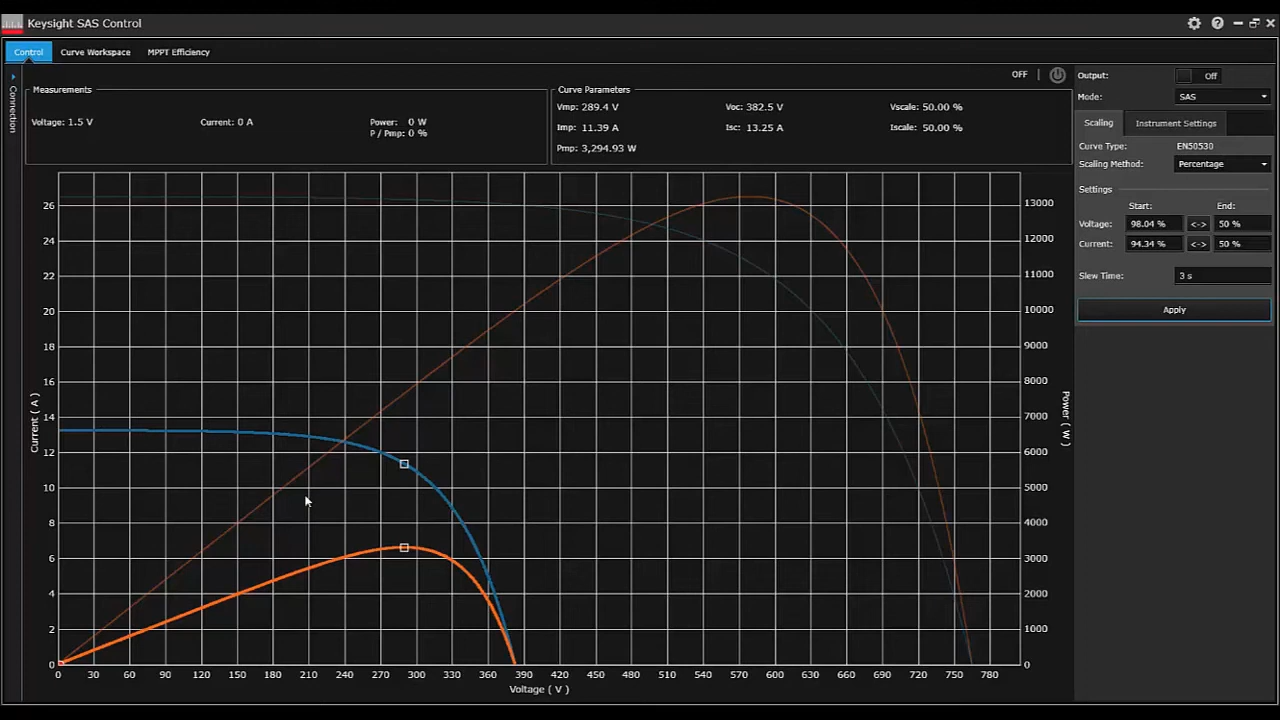 Keysight SAS Control
Control Curve Workspace MPPT Efficiency
Connection
OFF
Measurements
Voltage: 1.5 V Current: 0 A Power: 0 W
P / Pmp: 0 %
Curve Parameters
Vmp: 289.4 V Voc: 382.5 V Vscale: 50.00 %
Imp: 11.39 A Isc: 13.25 A Iscale: 50.00 %
Pmp: 3,294.93 W
Output: Off
Mode: SAS
Scaling Instrument Settings
Curve Type: EN50530
Scaling Method: Percentage
Settings
Start: End:
Voltage: 98.04 % <-> 50 %
Current: 94.34 % <-> 50 %
Slew Time: 3 s
Apply
26 13000
24 12000
22 11000
20 10000
18 9000
16 8000
14 7000
12 6000
10 5000
8 4000
6 3000
4 2000
2 1000
0 0
Current ( A )
Power ( W )
0 30 60 90 120 150 180 210 240 270 300 330 360 390 420 450 480 510 540 570 600 630 660 690 720 750 780
Voltage ( V )